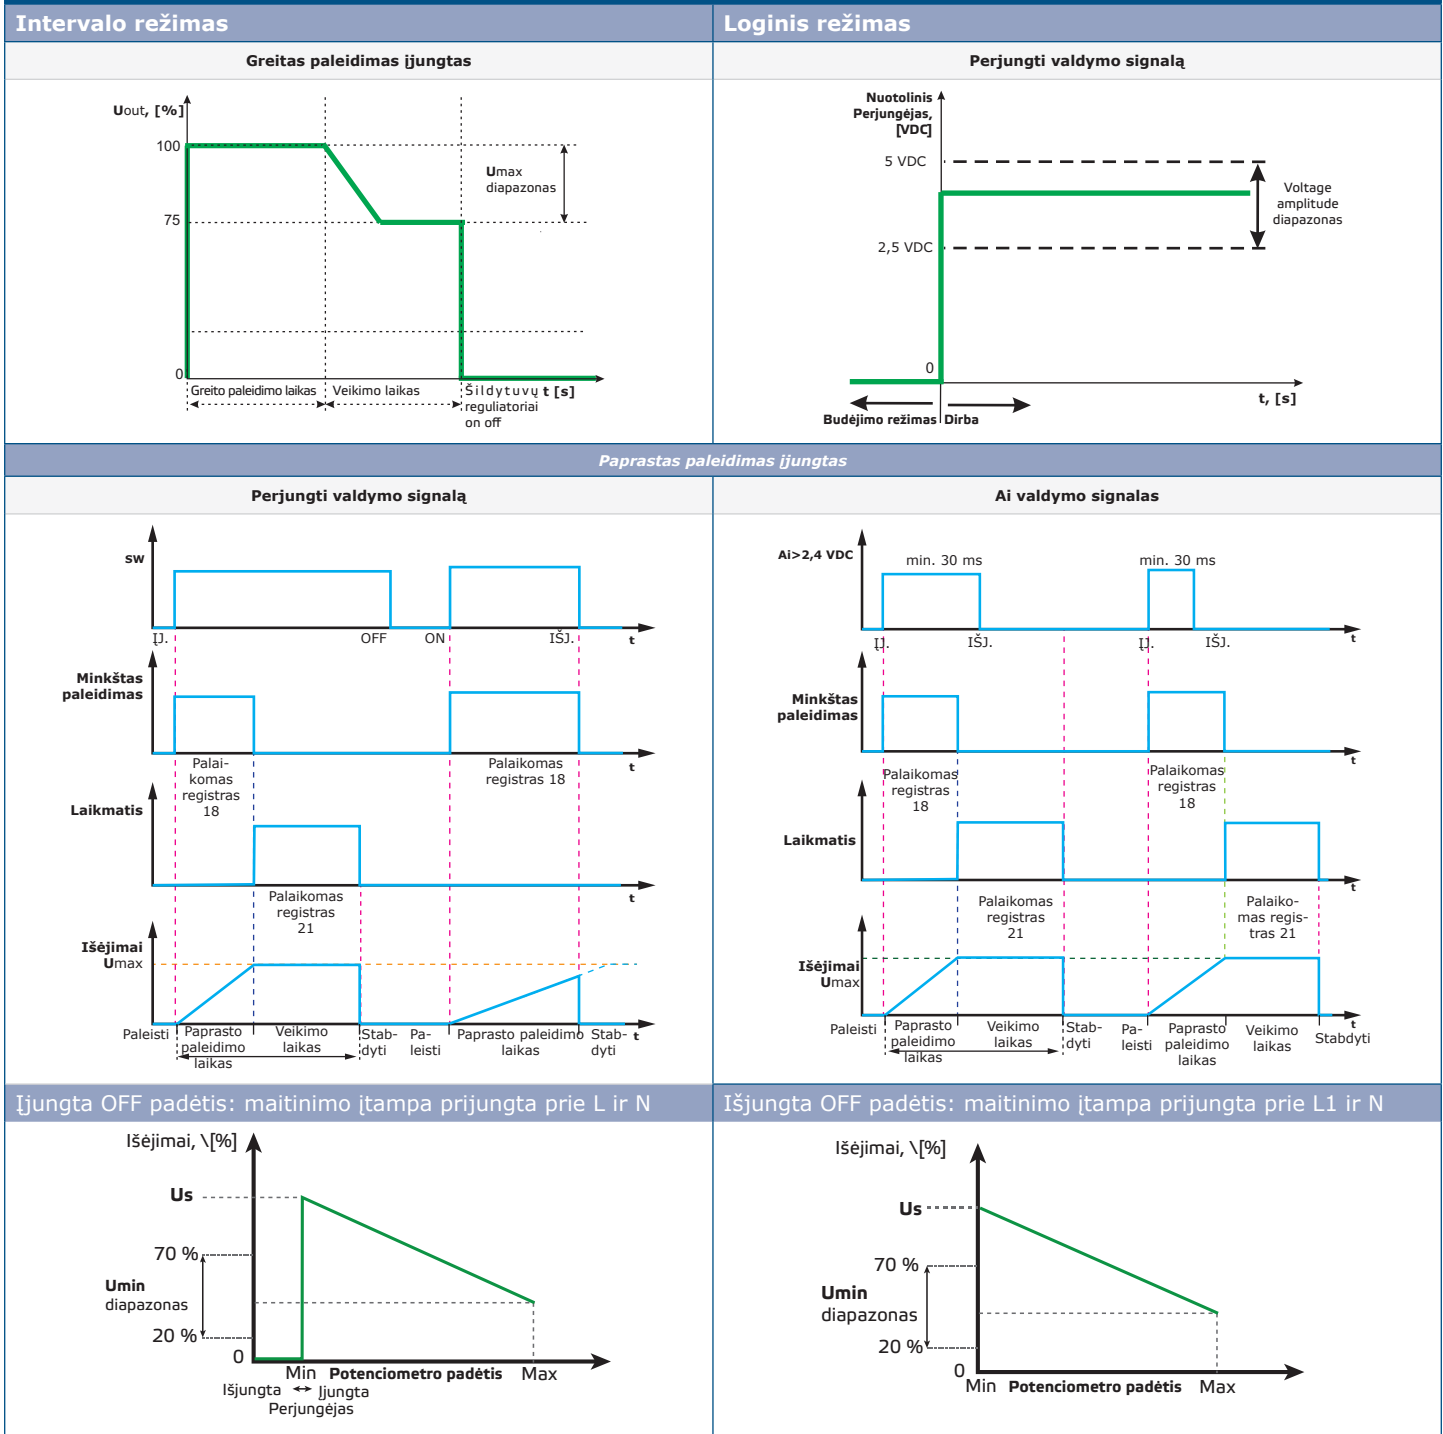 Intervalo režimas
Loginis režimas
Greitas paleidimas įjungtas
Perjungti valdymo signalą
Uout, [%]
100
75
0
Umax
diapazonas
Greito paleidimo laikas
Veikimo laikas
Šildytuvų
reguliatoriai
on off
t [s]
Nuotolinis
Perjungėjas,
[VDC]
5 VDC
2,5 VDC
0
Voltage
amplitude
diapazonas
t, [s]
Budėjimo režimas
Dirba
Paprastas paleidimas įjungtas
Perjungti valdymo signalą
Ai valdymo signalas
sw
ĮJ.
OFF
ON
IŠJ.
t
Minkštas
paleidimas
Palai-
komas
registras
18
Palaikomas
registras 18
t
Laikmatis
Palaikomas
registras
21
t
Išėjimai
Umax
Paleisti
Paprasto
paleidimo
laikas
Veikimo
laikas
Stab-
dyti
Pa-
leisti
Paprasto paleidimo
laikas
Stab-
dyti
t
Ai>2,4 VDC
min. 30 ms
min. 30 ms
ĮJ.
IŠJ.
ĮJ.
IŠJ.
t
Minkštas
paleidimas
Palaikomas
registras
18
Palaikomas
registras
18
t
Laikmatis
Palaikomas
registras
21
Palaiko-
mas regis-
tras 21
t
Išėjimai
Umax
Paleisti
Paprasto
paleidimo
laikas
Veikimo
laikas
Stab-
dyti
Pa-
leisti
Paprasto
paleidimo
laikas
Veikimo
laikas
Stabdyti
t
Įjungta OFF padėtis: maitinimo įtampa prijungta prie L ir N
Išjungta OFF padėtis: maitinimo įtampa prijungta prie L1 ir N
Išėjimai, \[%]
Us
70 %
Umin
diapazonas
20 %
0
Min
Potenciometro padėtis
Max
Išjungta
Įjungta
Perjungėjas
Išėjimai, \[%]
Us
70 %
Umin
diapazonas
20 %
0
Min
Potenciometro padėtis
Max